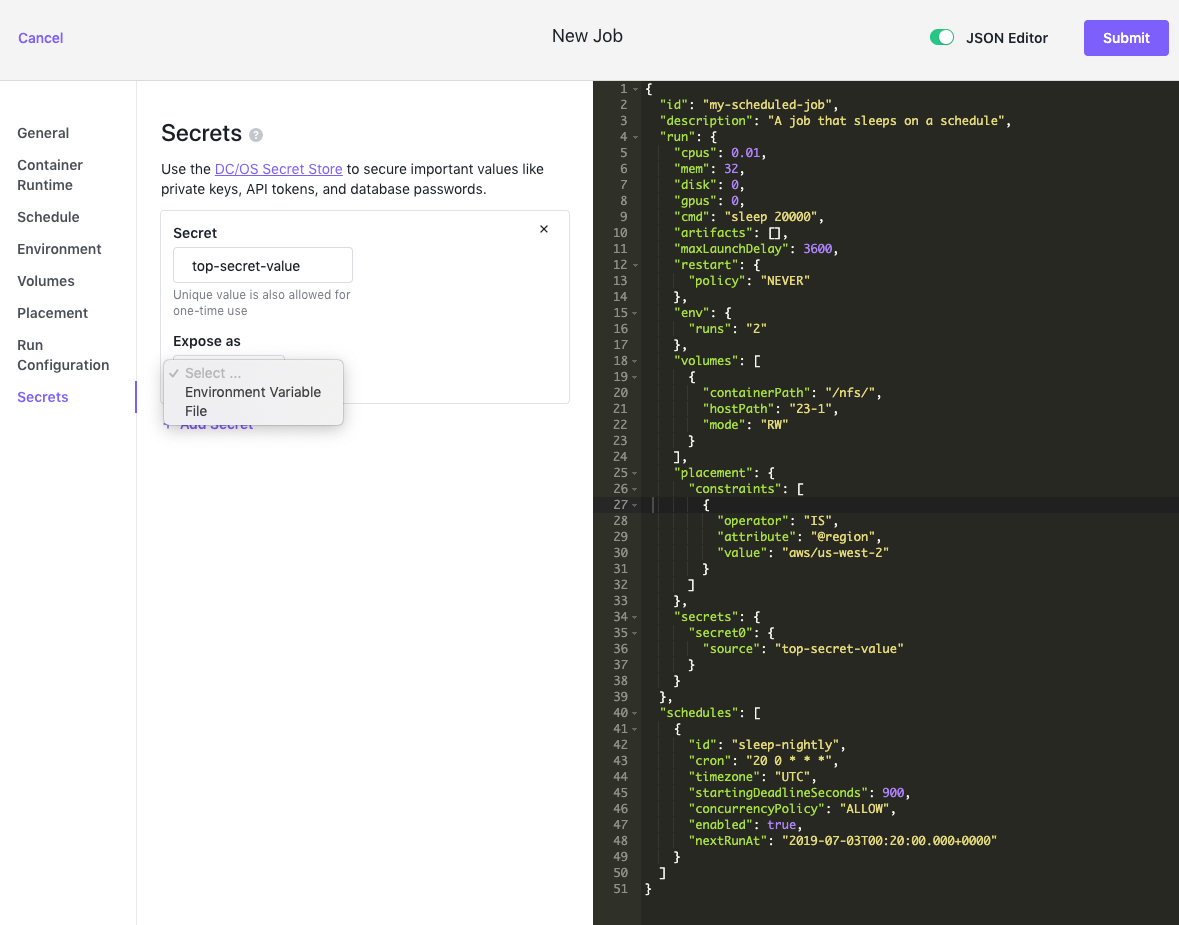 Cancel
New Job
JSON Editor
Submit
General
Container
Runtime
Schedule
Environment
Volumes
Placement
Run
Configuration
Secrets
Secrets ?
Use the DC/OS Secret Store to secure important values like
private keys, API tokens, and database passwords.
Secret
top-secret-value
Unique value is also allowed for
one-time use
Expose as
✓ Select ...
Environment Variable
File
+ Add Secret
1 {
2 "id": "my-scheduled-job",
3 "description": "A job that sleeps on a schedule",
4 "run": {
5 "cpus": 0.01,
6 "mem": 32,
7 "disk": 0,
8 "gpus": 0,
9 "cmd": "sleep 20000",
10 "artifacts": [],
11 "maxLaunchDelay": 3600,
12 "restart": {
13 "policy": "NEVER"
14 },
15 "env": {
16 "runs": "2"
17 },
18 "volumes": [
19 {
20 "containerPath": "/nfs/",
21 "hostPath": "23-1",
22 "mode": "RW"
23 }
24 ],
25 "placement": {
26 "constraints": [
27 {
28 "operator": "IS",
29 "attribute": "@region",
30 "value": "aws/us-west-2"
31 }
32 ]
33 },
34 "secrets": {
35 "secret0": {
36 "source": "top-secret-value"
37 }
38 }
39 },
40 "schedules": [
41 {
42 "id": "sleep-nightly",
43 "cron": "20 0 * * *",
44 "timezone": "UTC",
45 "startingDeadlineSeconds": 900,
46 "concurrencyPolicy": "ALLOW",
47 "enabled": true,
48 "nextRunAt": "2019-07-03T00:20:00.000+0000"
49 }
50 ]
51 }